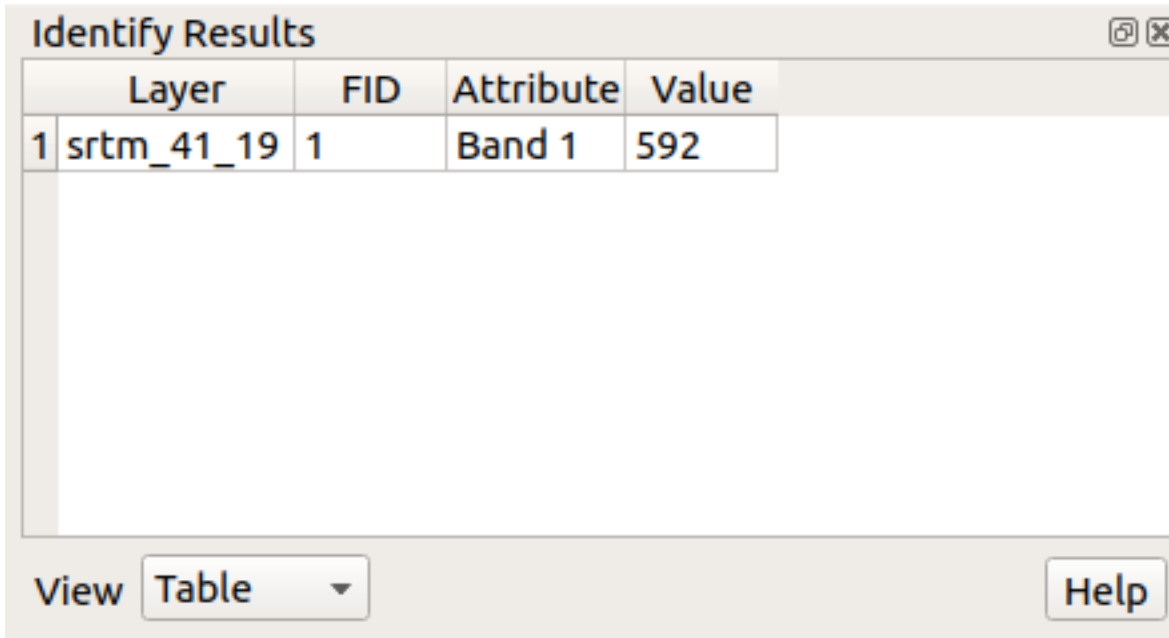 Identify Results
Layer FID Attribute Value
1 srtm_41_19 1 Band 1 592
View Table Help